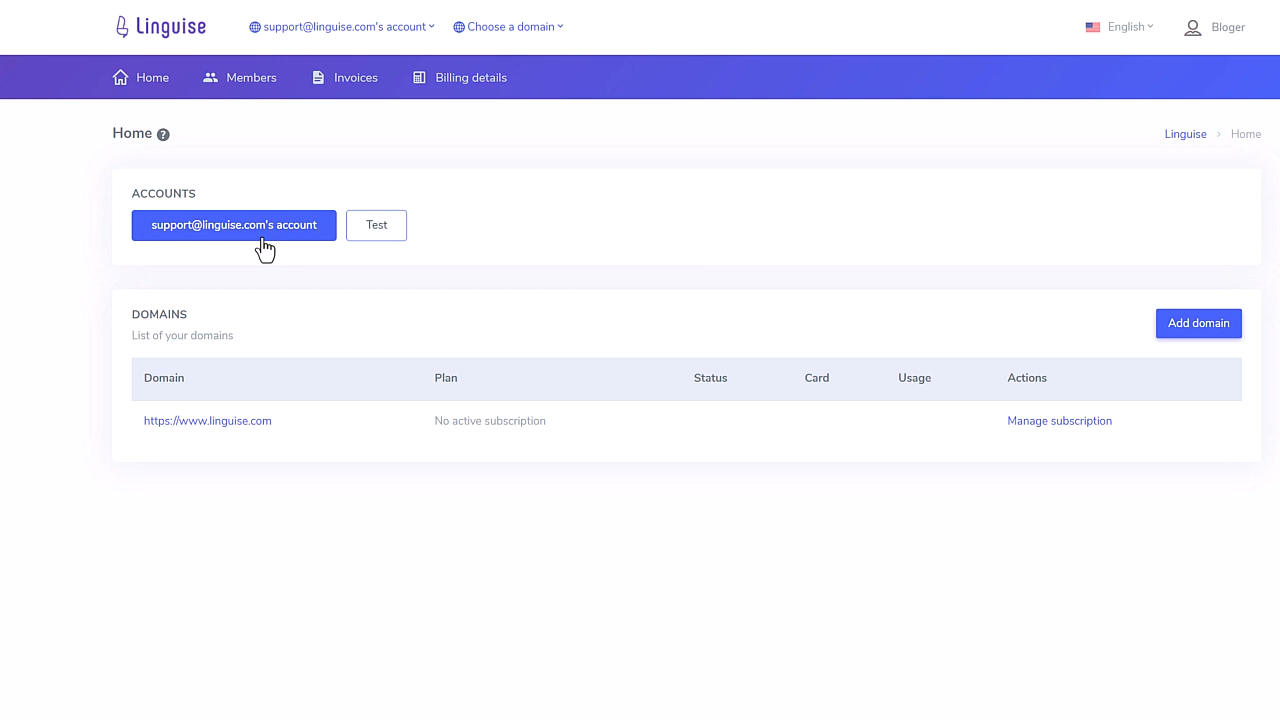 Linguise
support@linguise.com's account
Choose a domain
English
Bloger
Home
Members
Invoices
Billing details
Home ?
Linguise > Home
ACCOUNTS
support@linguise.com's account
Test
DOMAINS
List of your domains
Add domain
Domain Plan Status Card Usage Actions
https://www.linguise.com No active subscription Manage subscription